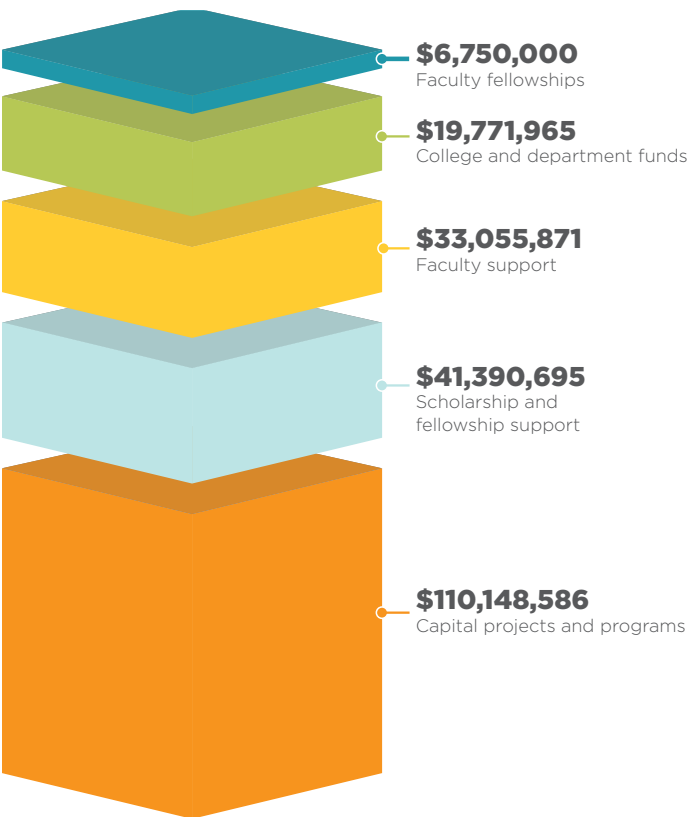 $6,750,000
Faculty fellowships
$19,771,965
College and department funds
$33,055,871
Faculty support
$41,390,695
Scholarship and
fellowship support
$110,148,586
Capital projects and programs